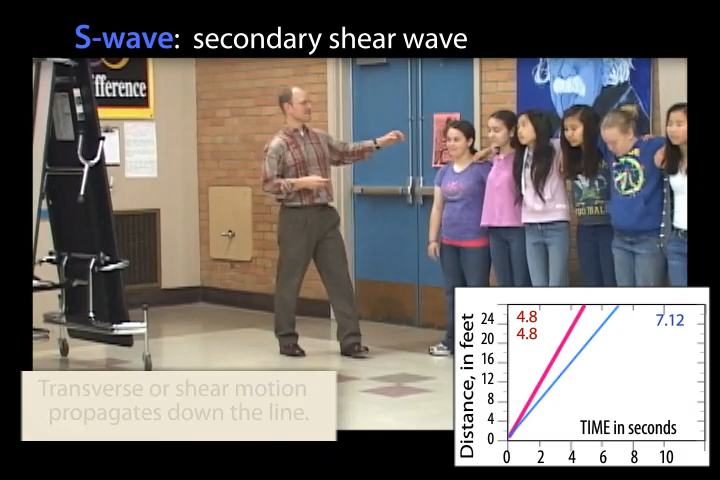 S-wave: secondary shear wave
fference
FOOTBALL
Transverse or shear motion
propagates down the line.
Distance, in feet
24
20
16
12
8
4
0
4.8
4.8
7.12
TIME in seconds
0 2 4 6 8 10